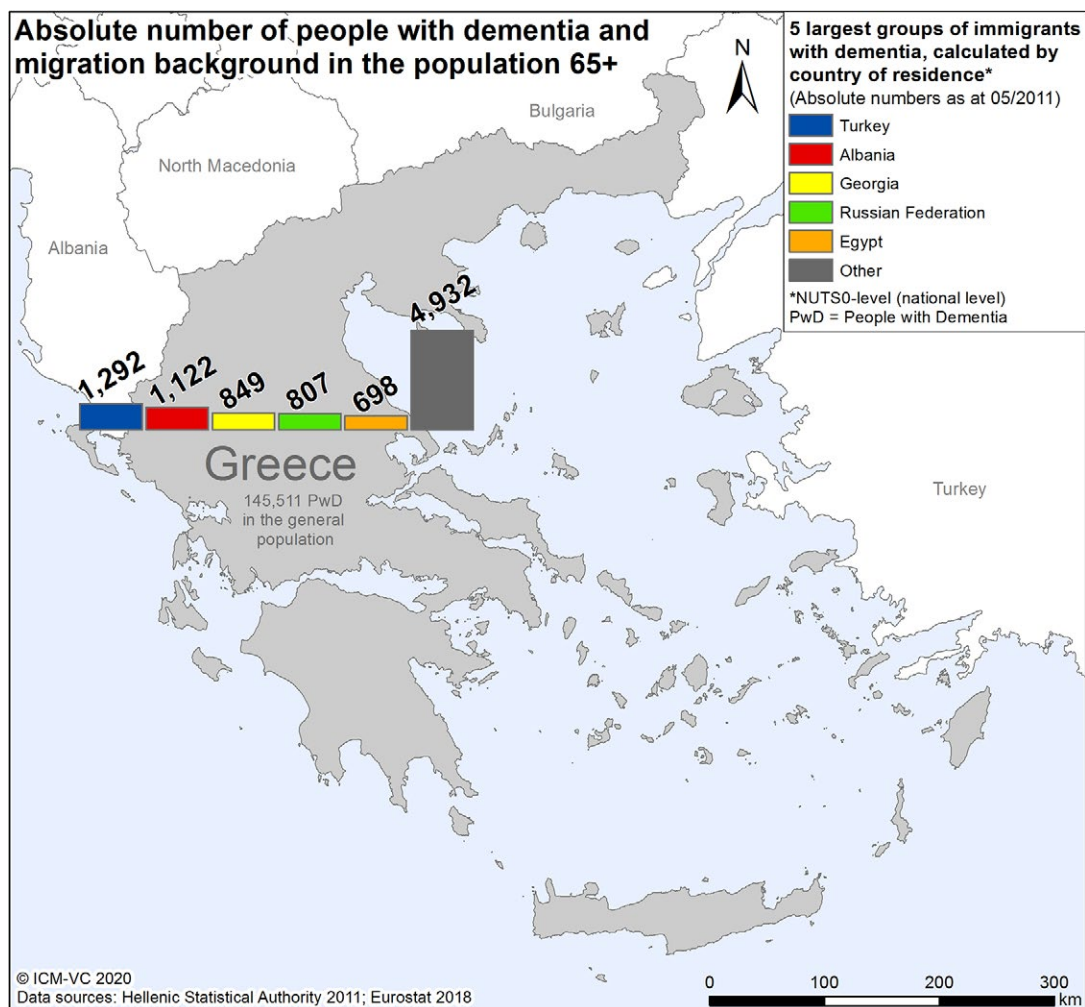 Absolute number of people with dementia and
migration background in the population 65+
N
5 largest groups of immigrants
with dementia, calculated by
country of residence*
(Absolute numbers as at 05/2011)
Turkey
Albania
Georgia
Russian Federation
Egypt
Other
*NUTS0-level (national level)
PwD = People with Dementia
Bulgaria
North Macedonia
Albania
Turkey
1,292
1,122
849
807
698
4,932
Greece
145,511 PwD
in the general
population
© ICM-VC 2020
Data sources: Hellenic Statistical Authority 2011; Eurostat 2018
0 100 200 300
km